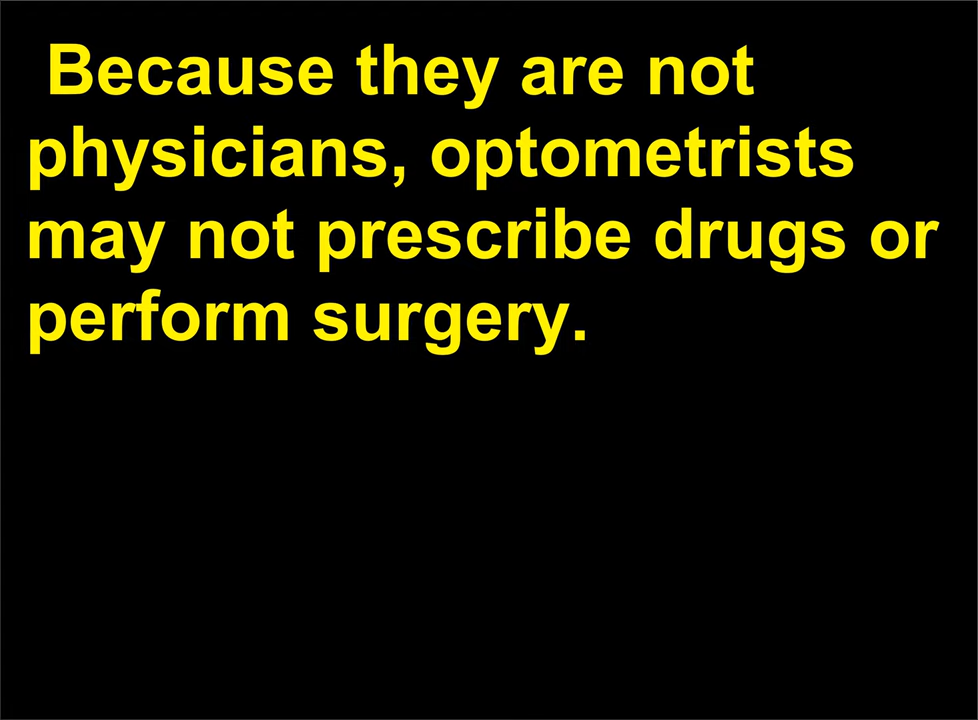 Because they are not
physicians, optometrists
may not prescribe drugs or
perform surgery.